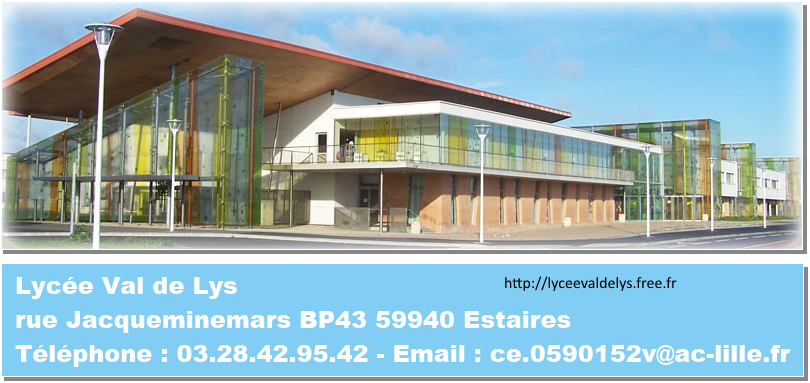 Lycée Val de Lys
http://lyceevaldelys.free.fr
rue Jacqueminemars BP43 59940 Estaires
Téléphone : 03.28.42.95.42 - Email : ce.0590152v@ac-lille.fr